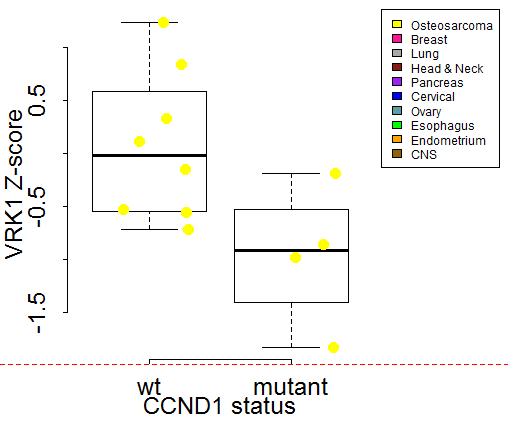 Osteosarcoma
Breast
Lung
Head & Neck
Pancreas
Cervical
Ovary
Esophagus
Endometrium
CNS
VRK1 Z-score
0.5
-0.5
-1.5
wt
mutant
CCND1 status